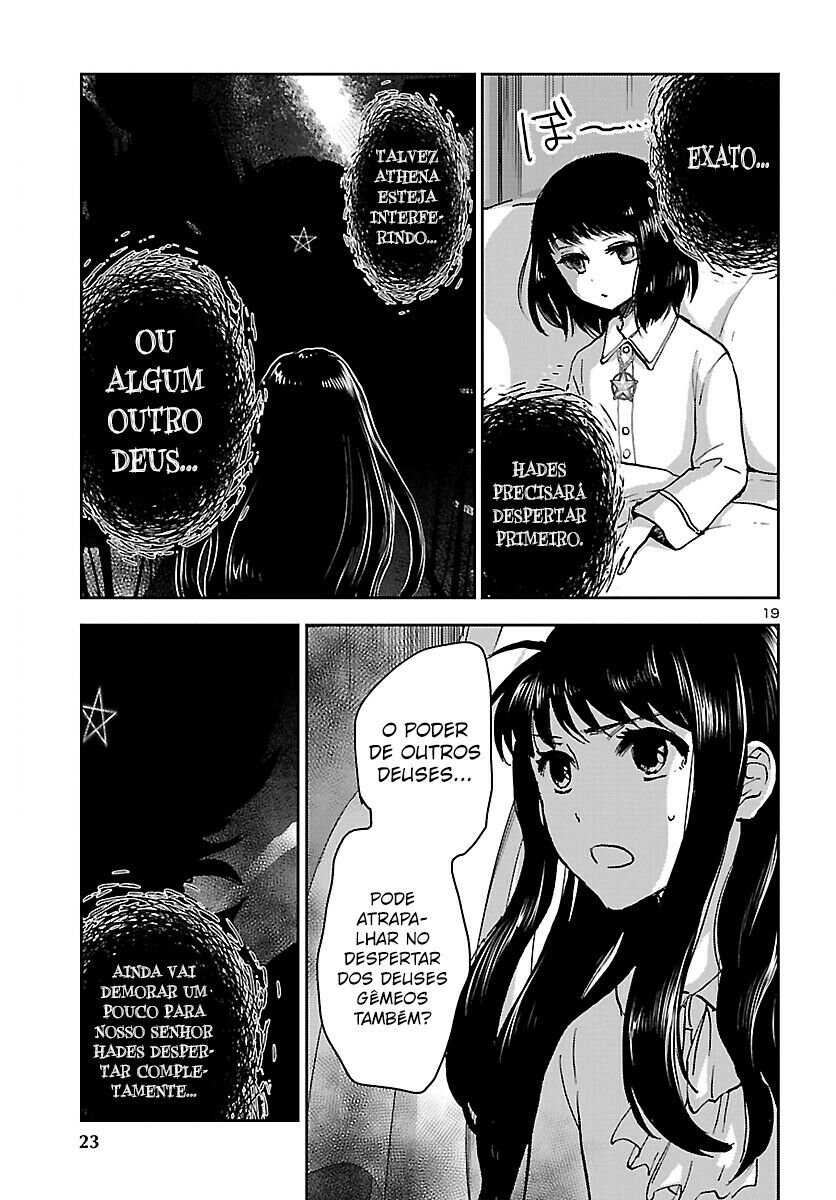 ぼ〜…
EXATO...
HADES
PRECISARÁ
DESPERTAR
PRIMEIRO.
TALVEZ
ATHENA
ESTEJA
INTERFE-
RINDO...
OU
ALGUM
OUTRO
DEUS...
19
O PODER
DE OUTROS
DEUSES...
PODE
ATRAPA-
LHAR NO
DESPERTAR
DOS DEUSES
GÊMEOS
TAMBÉM?
AINDA VAI
DEMORAR UM
POUCO PARA
NOSSO SENHOR
HADES DESPER-
TAR COMPLE-
TAMENTE...
23